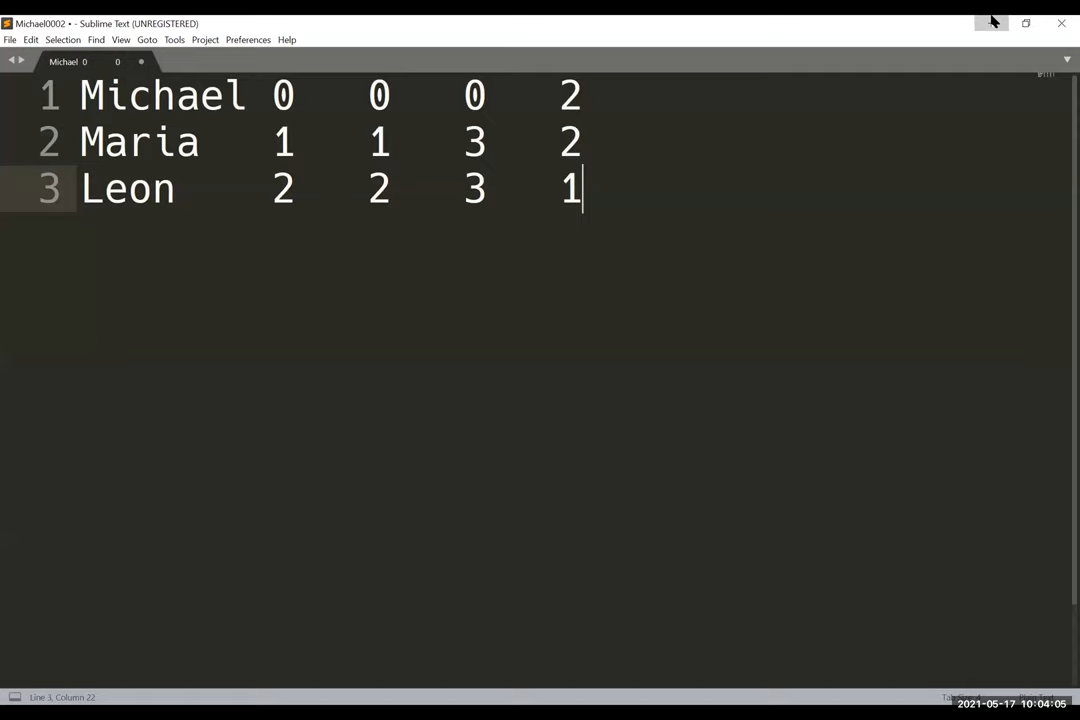 Michael0002 • - Sublime Text (UNREGISTERED)
File Edit Selection Find View Goto Tools Project Preferences Help
Michael 0 0
1 Michael 0 0 0 2
2 Maria 1 1 3 2
3 Leon 2 2 3 1
Line 3, Column 22
2021-05-17 10:04:05